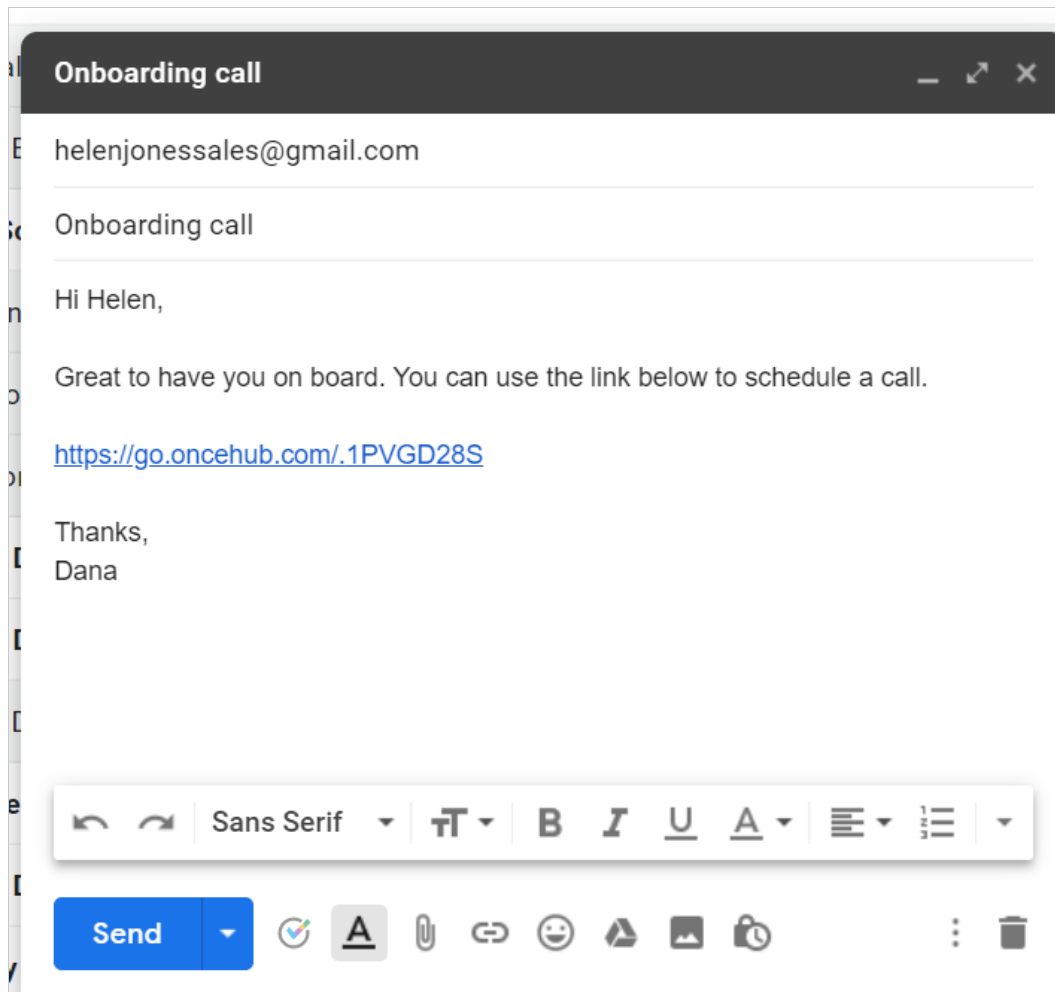 Onboarding call
helenjonessales@gmail.com
Onboarding call
Hi Helen,
Great to have you on board. You can use the link below to schedule a call.
https://go.oncehub.com/.1PVGD28S
Thanks,
Dana
Sans Serif
Send